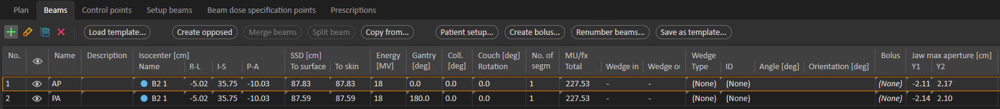 Plan Beams Control points Setup beams Beam dose specification points Prescriptions
Load template... Create opposed Merge beams Split beam Copy from... Patient setup... Create bolus... Renumber beams... Save as template...
No. Name Description Isocenter [cm] SSD [cm] Energy [MV] Gantry [deg] Coll. [deg] Couch [deg] No. of segm MU/fx Wedge Bolus Jaw max aperture [cm]
Name R-L I-S P-A To surface To skin Rotation Total Wedge in Wedge ou Type ID Angle [deg] Orientation [deg] Y1 Y2
1 AP B2 1 -5.02 35.75 -10.03 87.83 87.83 18 0.0 0.0 0.0 1 227.53 - - (None) (None) (None) -2.11 2.17
2 PA B2 1 -5.02 35.75 -10.03 87.59 87.59 18 180.0 0.0 0.0 1 227.53 - - (None) (None) (None) -2.14 2.10